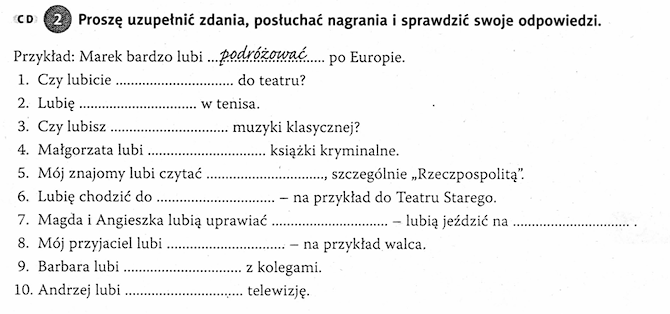 CD 2 Proszę uzupełnić zdania, posłuchać nagrania i sprawdzić swoje odpowiedzi.
Przykład: Marek bardzo lubi ...podróżować..... po Europie.
1. Czy lubicie .............................. do teatru?
2. Lubię .............................. w tenisa.
3. Czy lubisz .............................. muzyki klasycznej?
4. Małgorzata lubi .............................. książki kryminalne.
5. Mój znajomy lubi czytać .............................., szczególnie „Rzeczpospolitą”.
6. Lubię chodzić do .............................. – na przykład do Teatru Starego.
7. Magda i Angieszka lubią uprawiać .............................. – lubią jeździć na .............................. .
8. Mój przyjaciel lubi .............................. – na przykład walca.
9. Barbara lubi .............................. z kolegami.
10. Andrzej lubi .............................. telewizję.